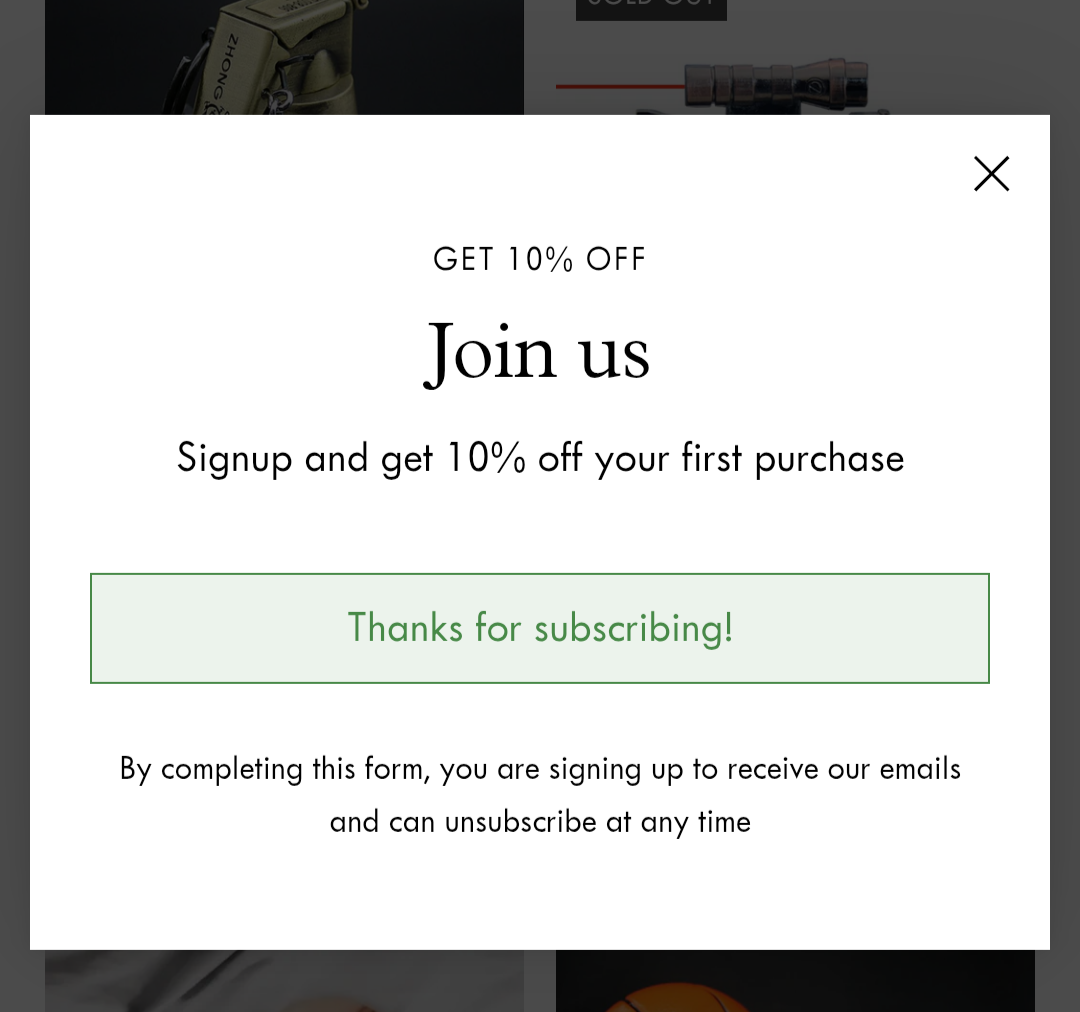 SOLD OUT
ZHONG
GET 10% OFF
Join us
Signup and get 10% off your first purchase
Thanks for subscribing!
By completing this form, you are signing up to receive our emails
and can unsubscribe at any time